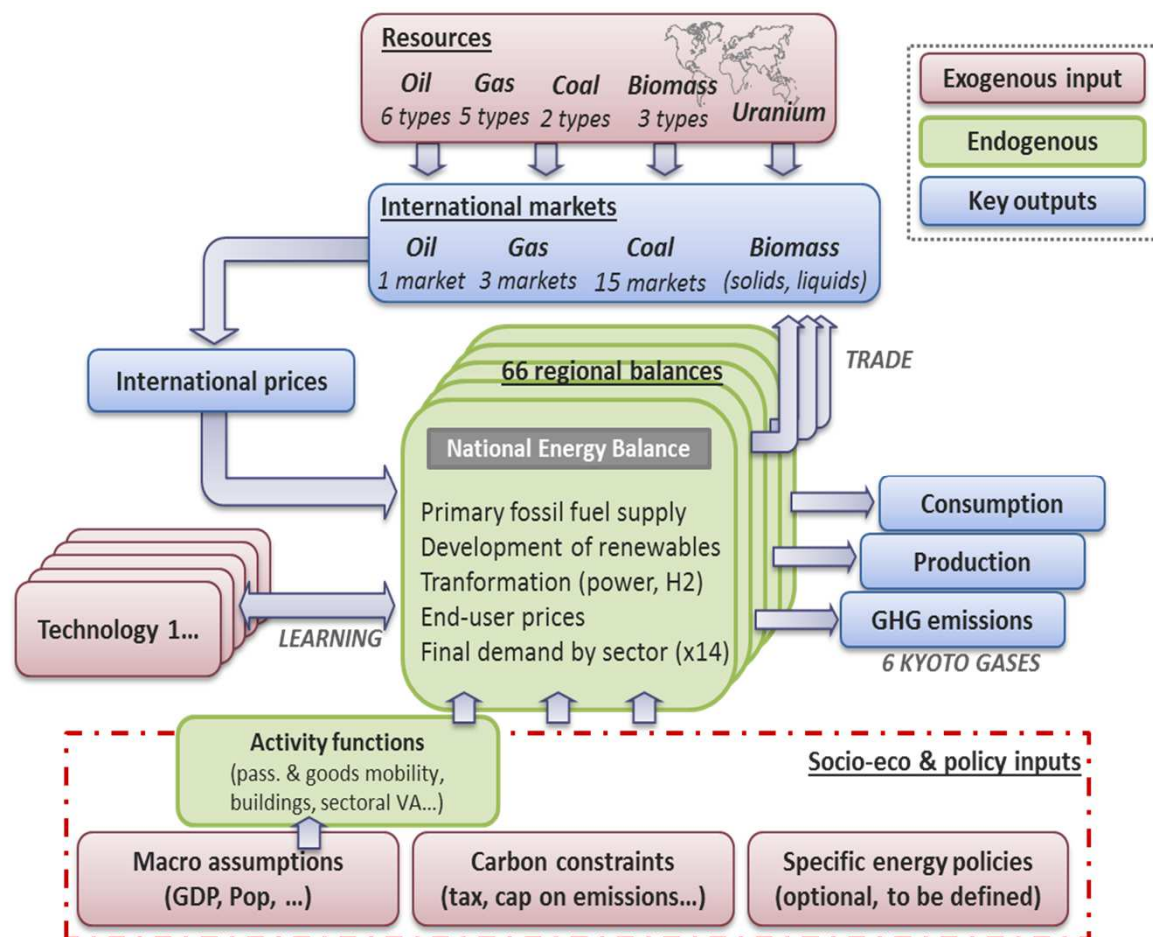 Resources
Oil Gas Coal Biomass Uranium
6 types 5 types 2 types 3 types
Exogenous input
Endogenous
Key outputs
International markets
Oil Gas Coal Biomass
1 market 3 markets 15 markets (solids, liquids)
International prices
TRADE
66 regional balances
National Energy Balance
Primary fossil fuel supply
Development of renewables
Tranformation (power, H2)
End-user prices
Final demand by sector (x14)
Technology 1...
LEARNING
Consumption
Production
GHG emissions
6 KYOTO GASES
Socio-eco & policy inputs
Activity functions
(pass. & goods mobility,
buildings, sectoral VA...)
Macro assumptions
(GDP, Pop, ...)
Carbon constraints
(tax, cap on emissions...)
Specific energy policies
(optional, to be defined)